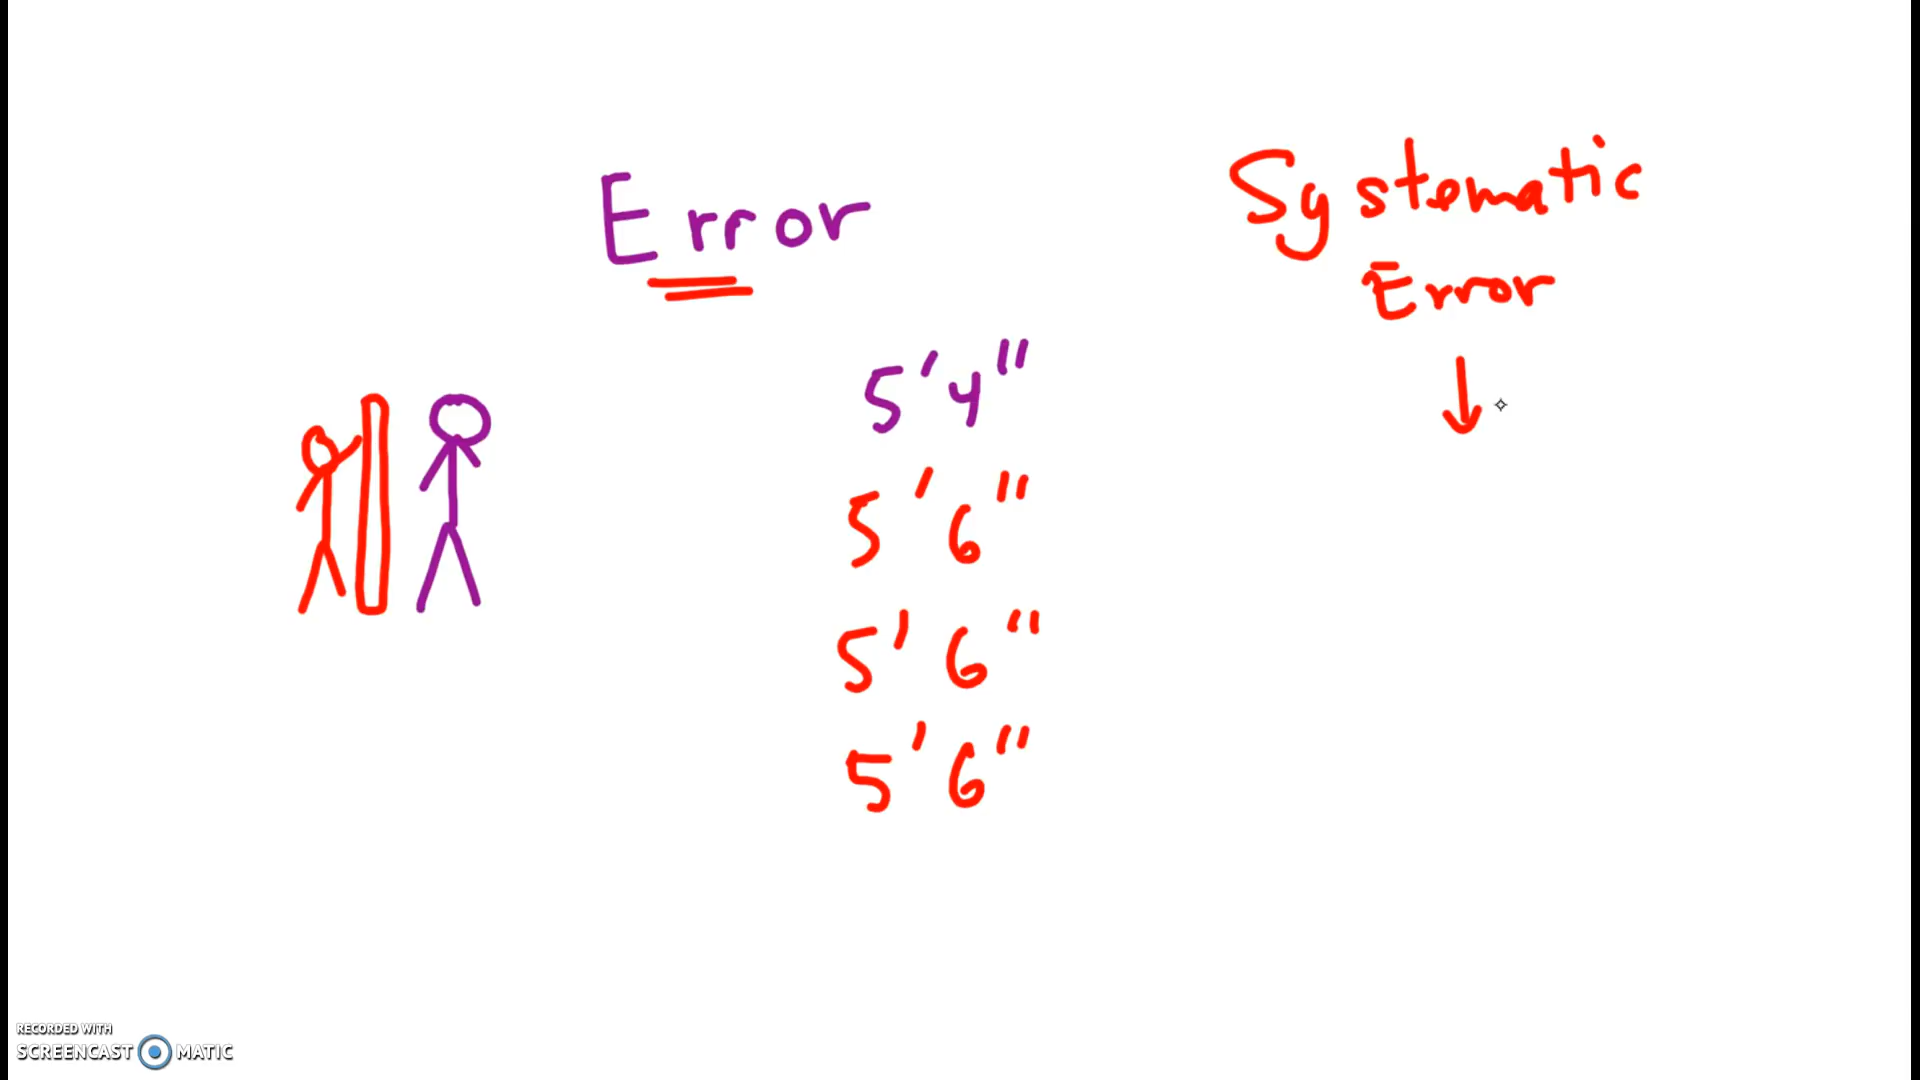 Error
Systematic
Error
5'4"
5'6"
5'6"
5'6"
RECORDED WITH
SCREENCAST MATIC